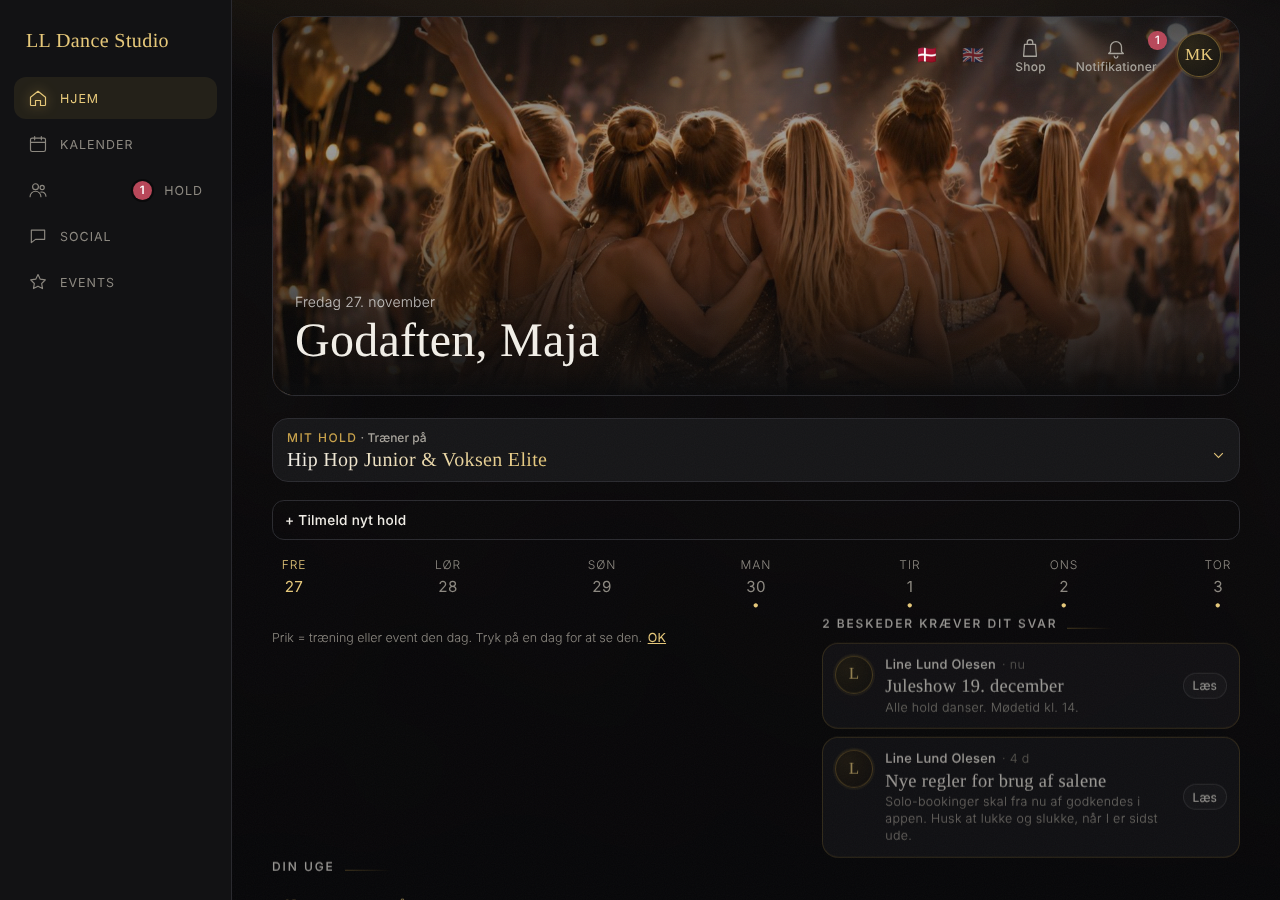 LL Dance Studio
HJEM
KALENDER
1 HOLD
SOCIAL
EVENTS
Shop
Notifikationer
1
MK
Fredag 27. november
Godaften, Maja
MIT HOLD · Træner på
Hip Hop Junior & Voksen Elite
+ Tilmeld nyt hold
FRE LØR SØN MAN TIR ONS TOR
27 28 29 30 1 2 3
Prik = træning eller event den dag. Tryk på en dag for at se den. OK
2 BESKEDER KRÆVER DIT SVAR
L
Line Lund Olesen · nu
Juleshow 19. december
Alle hold danser. Mødetid kl. 14.
Læs
L
Line Lund Olesen · 4 d
Nye regler for brug af salene
Solo-bookinger skal fra nu af godkendes i
appen. Husk at lukke og slukke, når I er sidst
ude.
Læs
DIN UGE